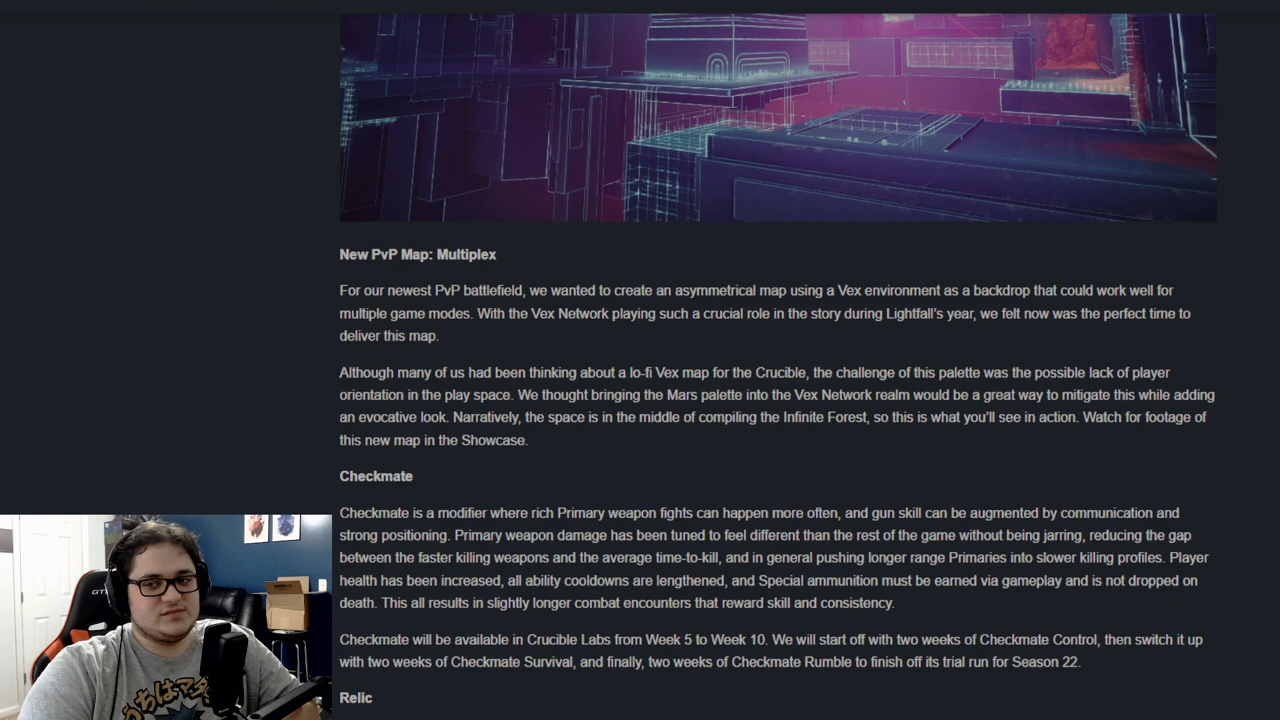 New PvP Map: Multiplex
For our newest PvP battlefield, we wanted to create an asymmetrical map using a Vex environment as a backdrop that could work well for
multiple game modes. With the Vex Network playing such a crucial role in the story during Lightfall's year, we felt now was the perfect time to
deliver this map.
Although many of us had been thinking about a lo-fi Vex map for the Crucible, the challenge of this palette was the possible lack of player
orientation in the play space. We thought bringing the Mars palette into the Vex Network realm would be a great way to mitigate this while adding
an evocative look. Narratively, the space is in the middle of compiling the Infinite Forest, so this is what you'll see in action. Watch for footage of
this new map in the Showcase.
Checkmate
Checkmate is a modifier where rich Primary weapon fights can happen more often, and gun skill can be augmented by communication and
strong positioning. Primary weapon damage has been tuned to feel different than the rest of the game without being jarring, reducing the gap
between the faster killing weapons and the average time-to-kill, and in general pushing longer range Primaries into slower killing profiles. Player
health has been increased, all ability cooldowns are lengthened, and Special ammunition must be earned via gameplay and is not dropped on
death. This all results in slightly longer combat encounters that reward skill and consistency.
Checkmate will be available in Crucible Labs from Week 5 to Week 10. We will start off with two weeks of Checkmate Control, then switch it up
with two weeks of Checkmate Survival, and finally, two weeks of Checkmate Rumble to finish off its trial run for Season 22.
Relic